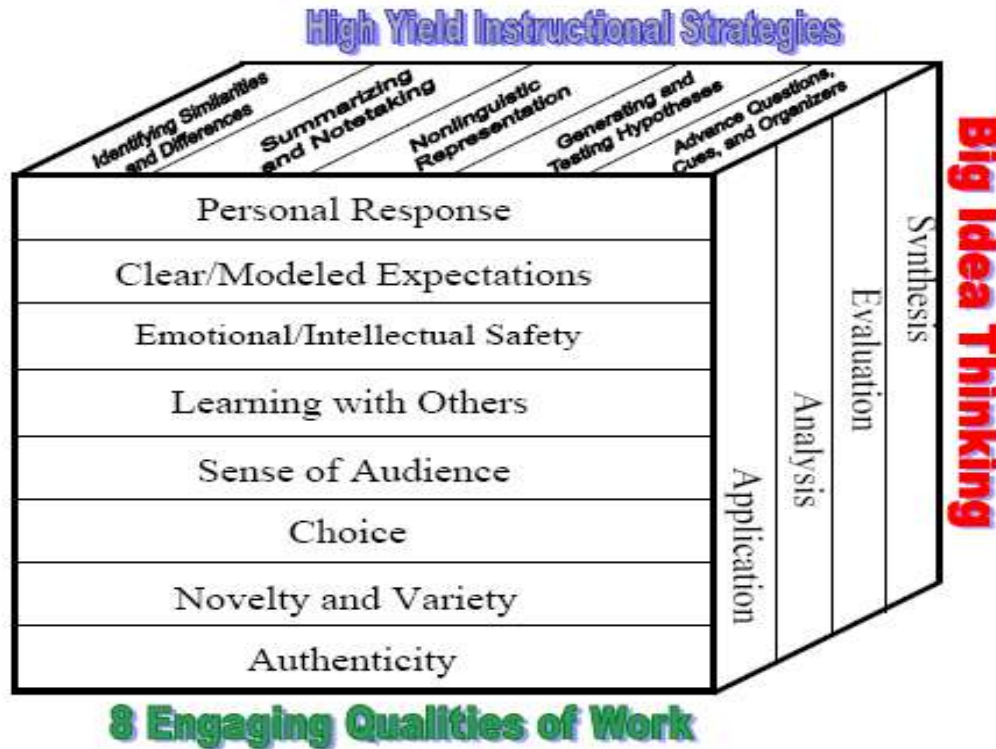 High Yield Instructional Strategies
Identifying Similarities
and Differences
Summarizing
and Notetaking
Nonlinguistic
Representation
Generating and
Testing Hypotheses
Advance Questions,
Cues, and Organizers
Personal Response
Clear/Modeled Expectations
Emotional/Intellectual Safety
Learning with Others
Sense of Audience
Choice
Novelty and Variety
Authenticity
Application
Analysis
Evaluation
Synthesis
Big Idea Thinking
8 Engaging Qualities of Work